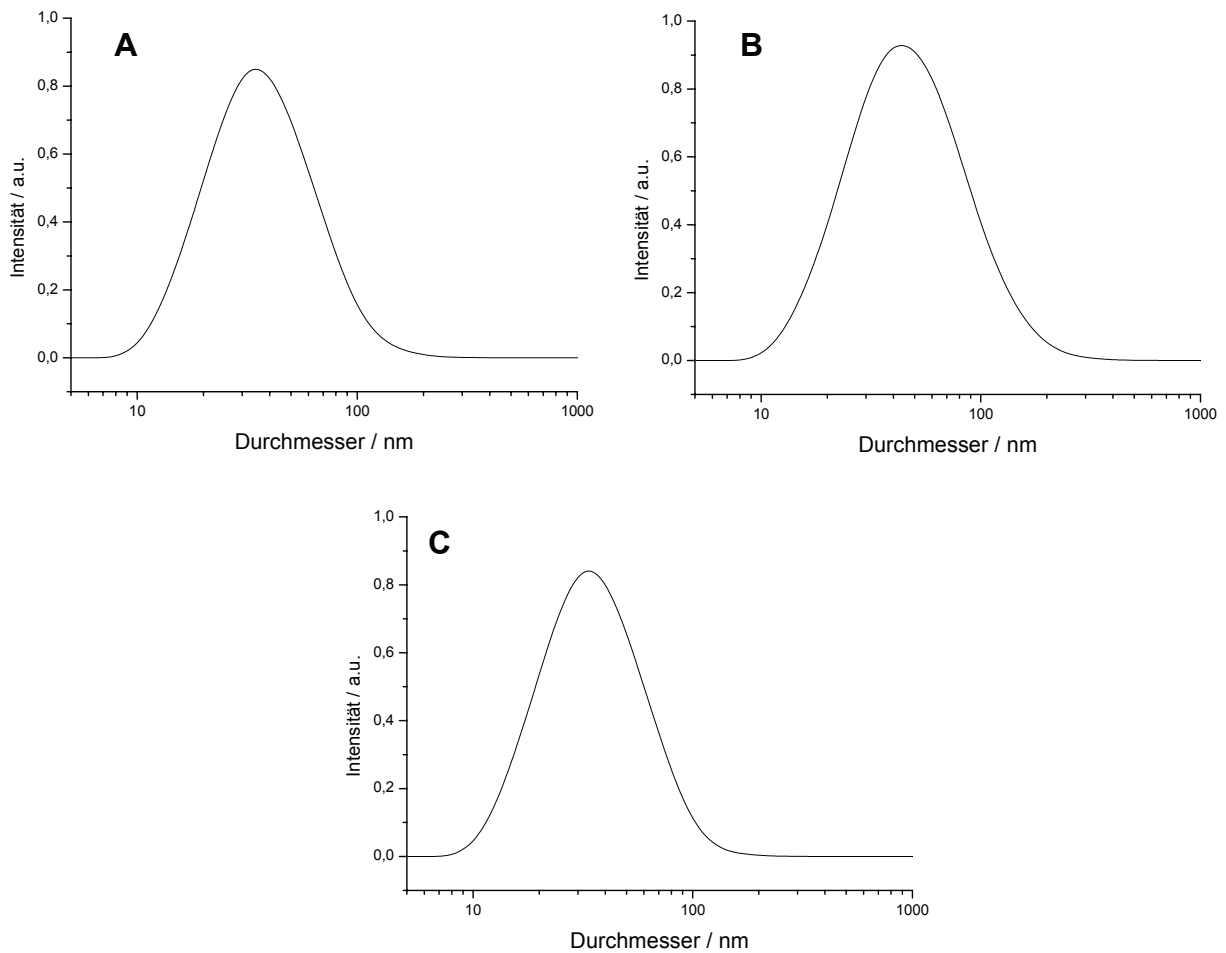 A
Intensität / a.u.
1,0
0,8
0,6
0,4
0,2
0,0
10 100 1000
Durchmesser / nm
B
Intensität / a.u.
1,0
0,8
0,6
0,4
0,2
0,0
10 100 1000
Durchmesser / nm
C
Intensität / a.u.
1,0
0,8
0,6
0,4
0,2
0,0
10 100 1000
Durchmesser / nm